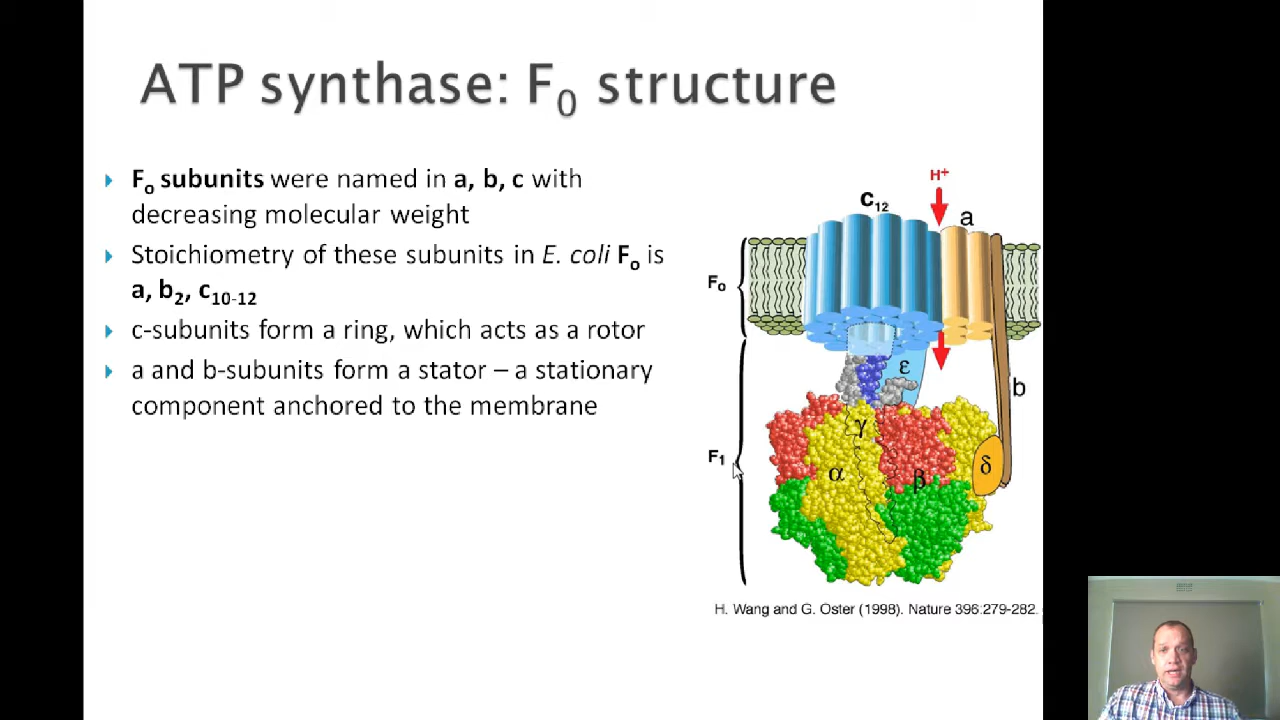 ATP synthase: F₀ structure
Fₒ subunits were named in a, b, c with
decreasing molecular weight
Stoichiometry of these subunits in E. coli Fₒ is
a, b₂, c₁₀₋₁₂
c-subunits form a ring, which acts as a rotor
a and b-subunits form a stator – a stationary
component anchored to the membrane
H⁺
c₁₂
a
Fₒ
ε
b
γ
F₁
α
β
δ
H. Wang and G. Oster (1998). Nature 396:279-282.